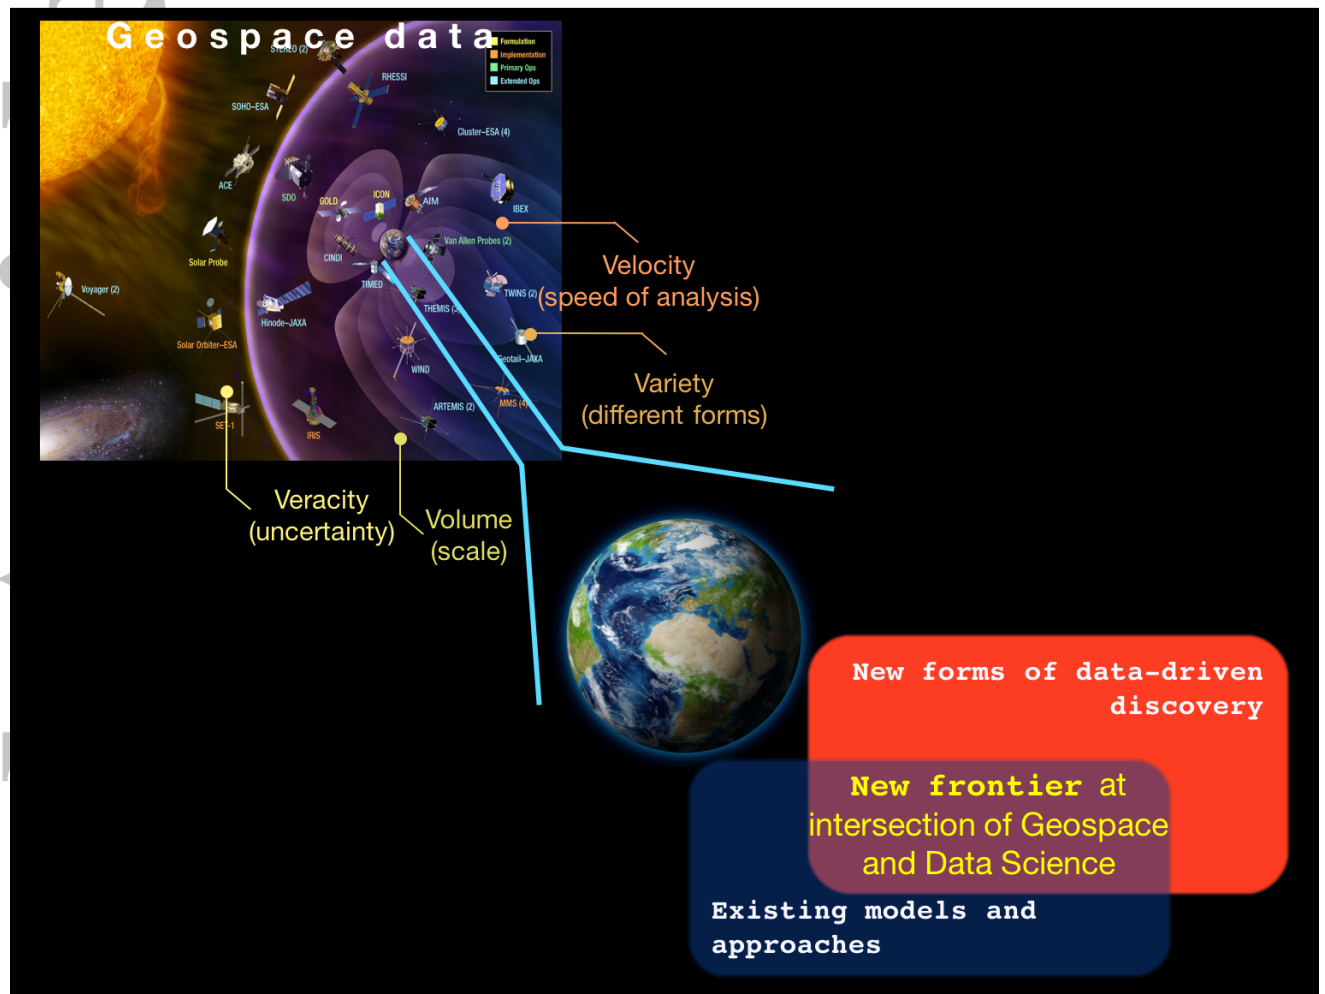 Geospace data
Formulation
Implementation
Primary Ops
Extended Ops
STEREO (2)
RHESSI
SOHO–ESA
Cluster–ESA (4)
ACE
SDO
GOLD
ICON
AIM
IBEX
Solar Probe
CINDI
Van Allen Probes (2)
TIMED
Voyager (2)
Hinode–JAXA
THEMIS (3)
TWINS (2)
Solar Orbiter–ESA
WIND
Geotail–JAXA
SET-1
IRIS
ARTEMIS (2)
MMS (4)
Velocity
(speed of analysis)
Variety
(different forms)
Veracity
(uncertainty)
Volume
(scale)
New forms of data-driven
discovery
New frontier at
intersection of Geospace
and Data Science
Existing models and
approaches